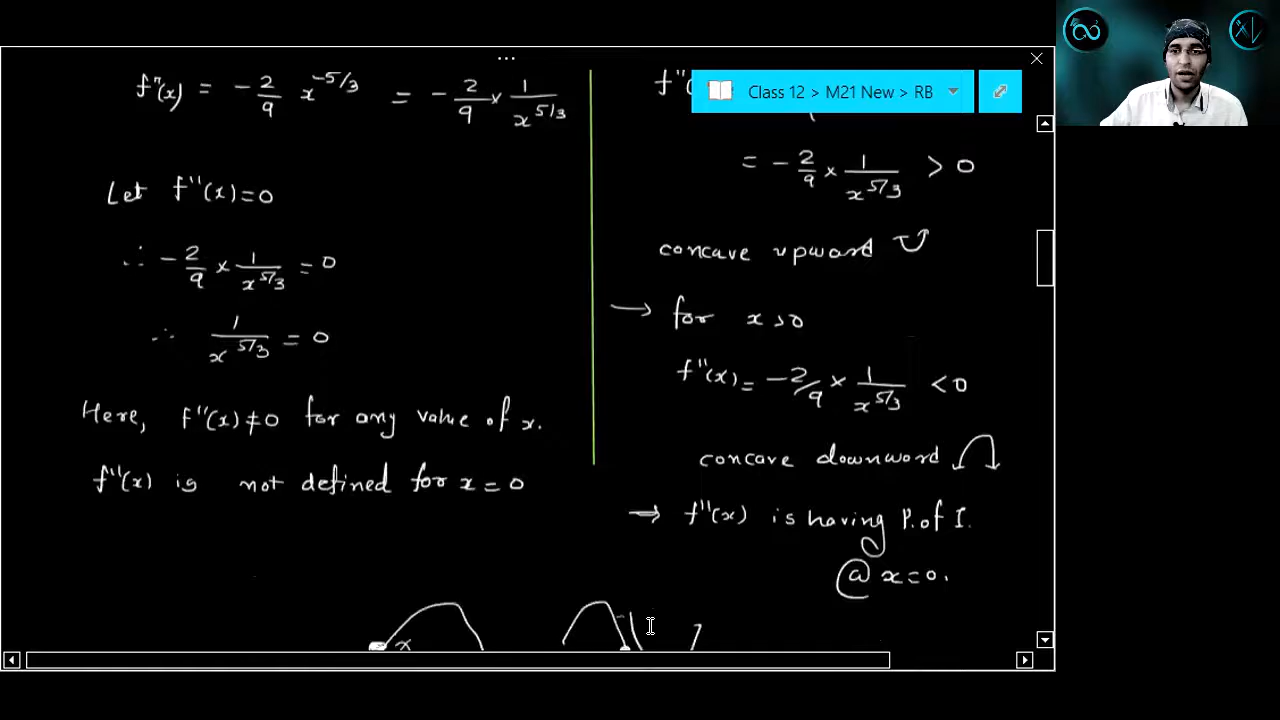 f''(x) = -2/9 x^-5/3 = -2/9 × 1/x^5/3
Let f''(x)=0
∴ -2/9 × 1/x^5/3 = 0
∴ 1/x^5/3 = 0
Here, f''(x)≠0 for any value of x.
f''(x) is not defined for x = 0
Class 12 > M21 New > RB
= -2/9 × 1/x^5/3 > 0
concave upward
→ for x>0
f''(x) = -2/9 × 1/x^5/3 <0
concave downword
→ f''(x) is having P.of I.
@ x=0.
x